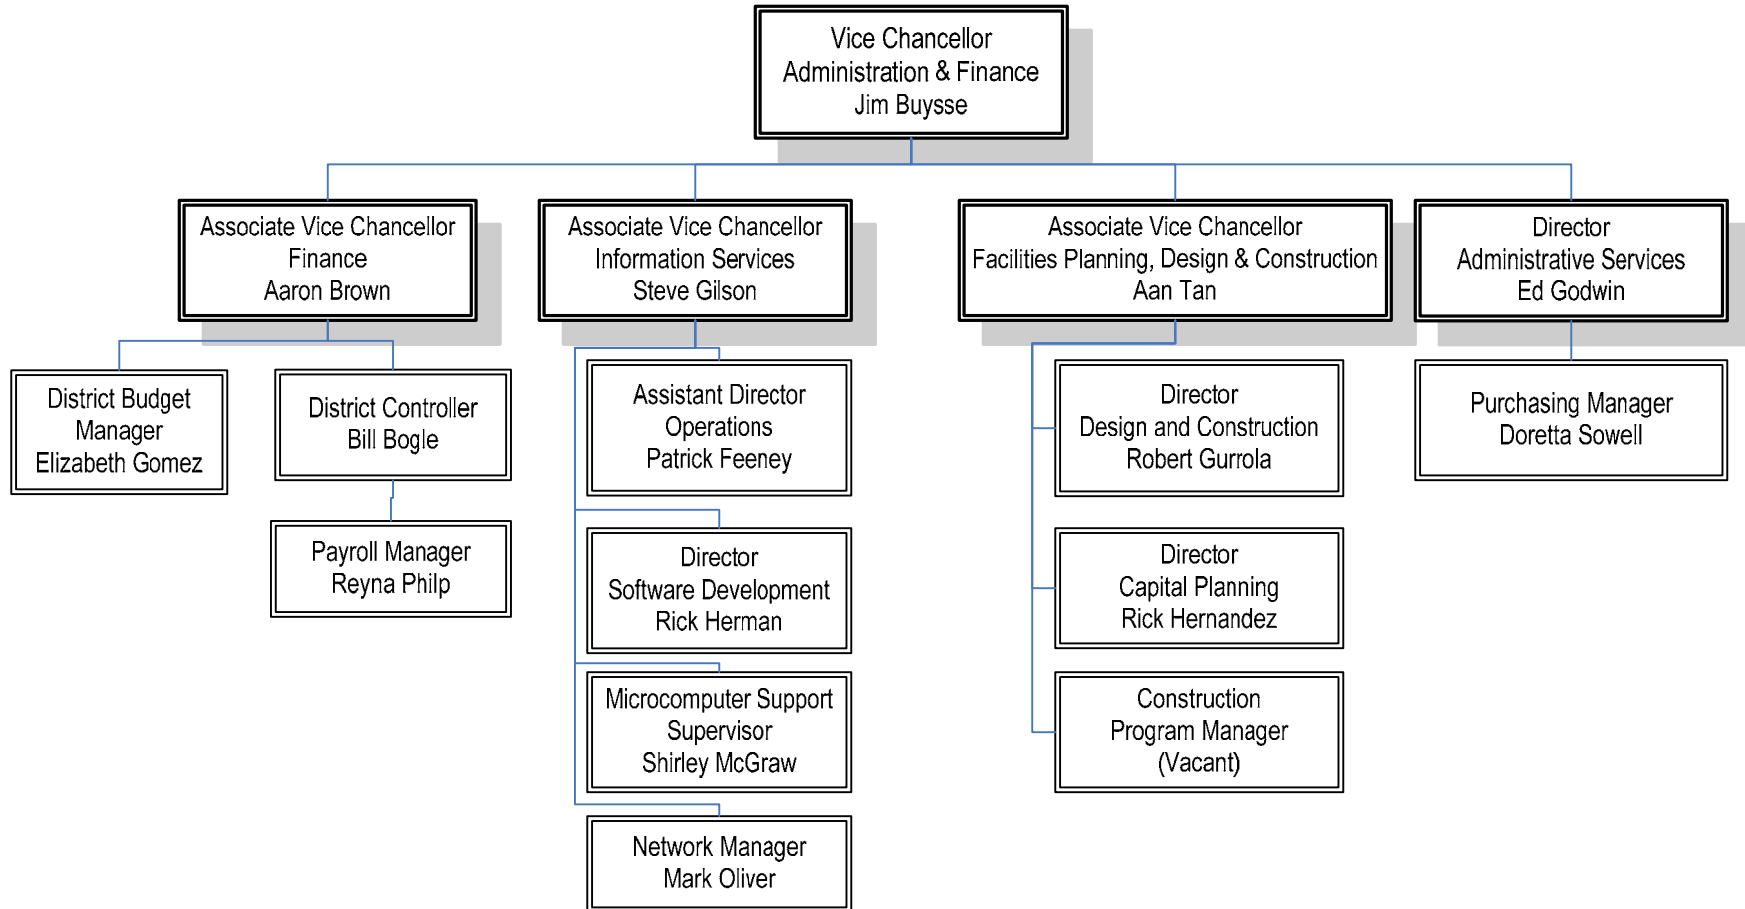 Vice Chancellor
Administration & Finance
Jim Buysse
Associate Vice Chancellor
Finance
Aaron Brown
Associate Vice Chancellor
Information Services
Steve Gilson
Associate Vice Chancellor
Facilities Planning, Design & Construction
Aan Tan
Director
Administrative Services
Ed Godwin
District Budget
Manager
Elizabeth Gomez
District Controller
Bill Bogle
Payroll Manager
Reyna Philp
Assistant Director
Operations
Patrick Feeney
Director
Software Development
Rick Herman
Microcomputer Support
Supervisor
Shirley McGraw
Network Manager
Mark Oliver
Director
Design and Construction
Robert Gurrola
Director
Capital Planning
Rick Hernandez
Construction
Program Manager
(Vacant)
Purchasing Manager
Doretta Sowell